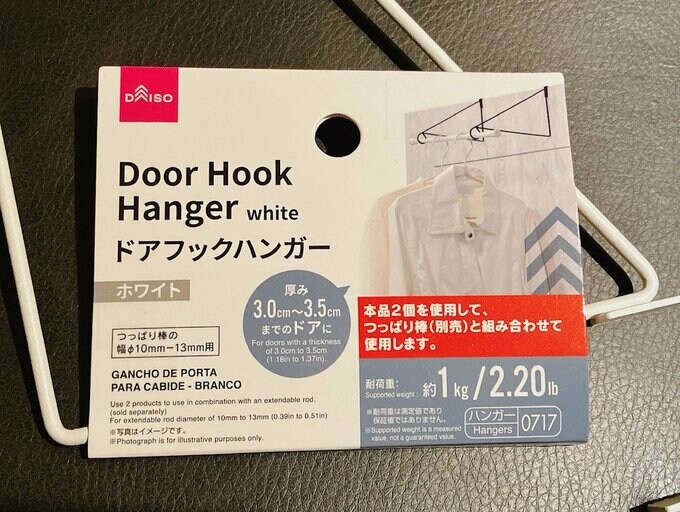 DAISO
Door Hook
Hanger white
ドアフックハンガー
ホワイト
厚み
3.0cm〜3.5cm
までのドアに
For doors with a thickness
of 3.0cm to 3.5cm
(1.18in to 1.37in).
つっぱり棒の
幅φ10mー13mm用
GANCHO DE PORTA
PARA CABIDE - BRANCO
Use 2 products to use in combination with an extendable rod.
(sold separately)
For extendable rod diameter of 10mm to 13mm (0.39in to 0.51in)
※写真はイメージです。
※Photograph is for illustrative purposes only.
本品2個を使用して、
つっぱり棒(別売)と組み合わせて
使用します。
耐荷重:
Supported weight:
約1kg/2.20lb
※耐荷重は測定値であり
保証値ではありません。
※Supported weight is a measured
value, not a guaranteed value.
ハンガー
Hangers
0717